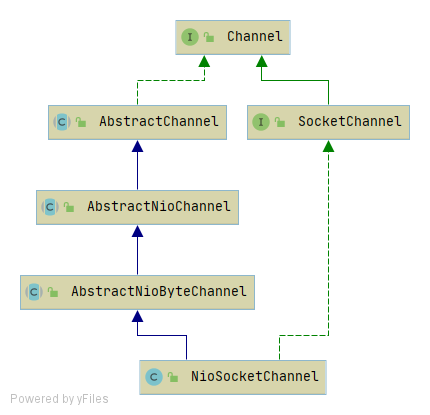 I Channel
C AbstractChannel
I SocketChannel
C AbstractNioChannel
C AbstractNioByteChannel
C NioSocketChannel
Powered by yFiles